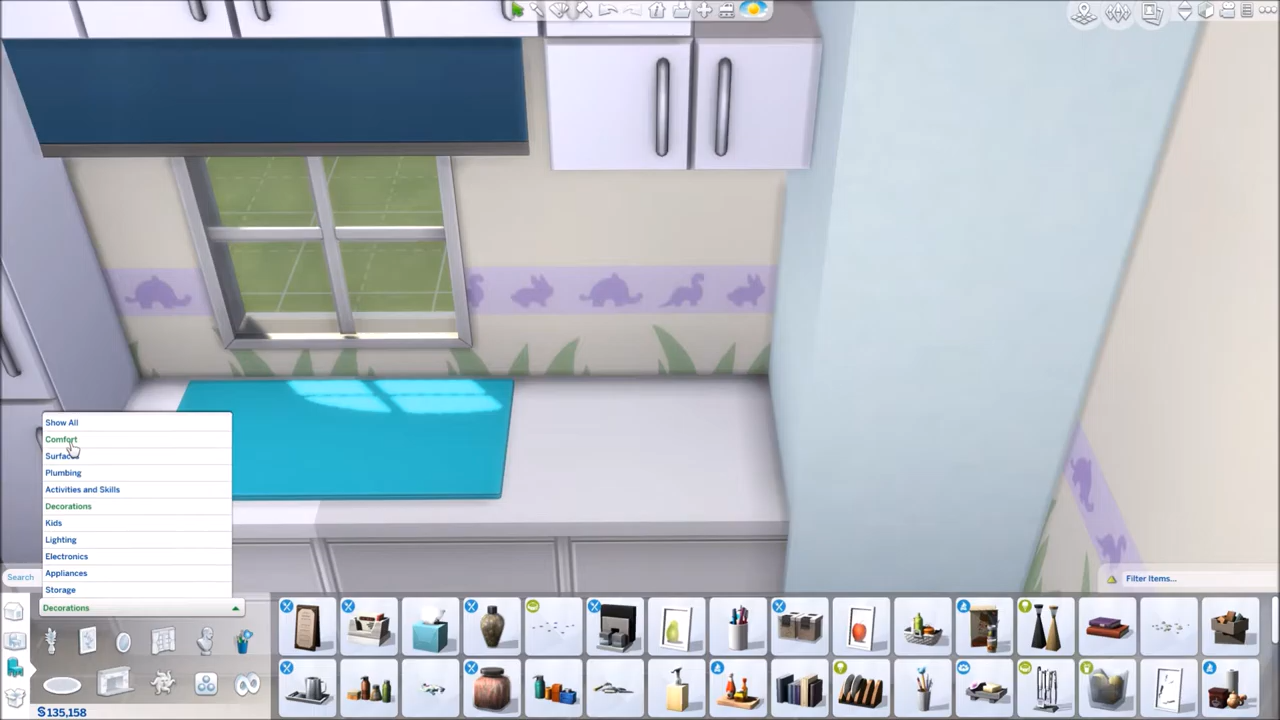 Show All
Comfort
Surfaces
Plumbing
Activities and Skills
Decorations
Kids
Lighting
Electronics
Appliances
Storage
Search
Filter Items...
Decorations
$135,158